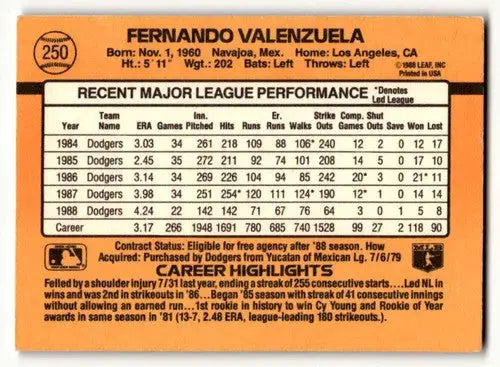 250
FERNANDO VALENZUELA
Born: Nov. 1, 1960 Navajoa, Mex. Home: Los Angeles, CA
Ht.: 5' 11" Wgt.: 202 Bats: Left Throws: Left
©1988 LEAF, INC
Printed in USA
RECENT MAJOR LEAGUE PERFORMANCE *Denotes Led League
Year Team Name ERA Games Inn. Pitched Hits Runs Er. Runs Walks Strike Outs Comp. Games Shut Outs Save Won Lost
1984 Dodgers 3.03 34 261 218 109 88 106* 240 12 2 0 12 17
1985 Dodgers 2.45 35 272 211 92 74 101 208 14 5 0 17 10
1986 Dodgers 3.14 34 269 226 104 94 85 242 20* 3 0 21* 11
1987 Dodgers 3.98 34 251 254* 120 111 124* 190 12* 1 0 14 14
1988 Dodgers 4.24 22 142 142 71 67 76 64 3 0 1 5 8
Career 3.17 266 1948 1691 780 685 740 1528 99 27 2 118 90
Contract Status: Eligible for free agency after '88 season. How
Acquired: Purchased by Dodgers from Yucatan of Mexican Lg. 7/6/79
MLB
CAREER HIGHLIGHTS
Felled by a shoulder injury 7/31 last year, ending a streak of 255 consecutive starts....Led NL in
wins and was 2nd in strikeouts in '86...Began '85 season with streak of 41 consecutive innings
without an earned run...1st rookie in history to win Cy Young and Rookie of Year
awards in same season in '81 (13-7, 2.48 ERA, league-leading 180 strikeouts).